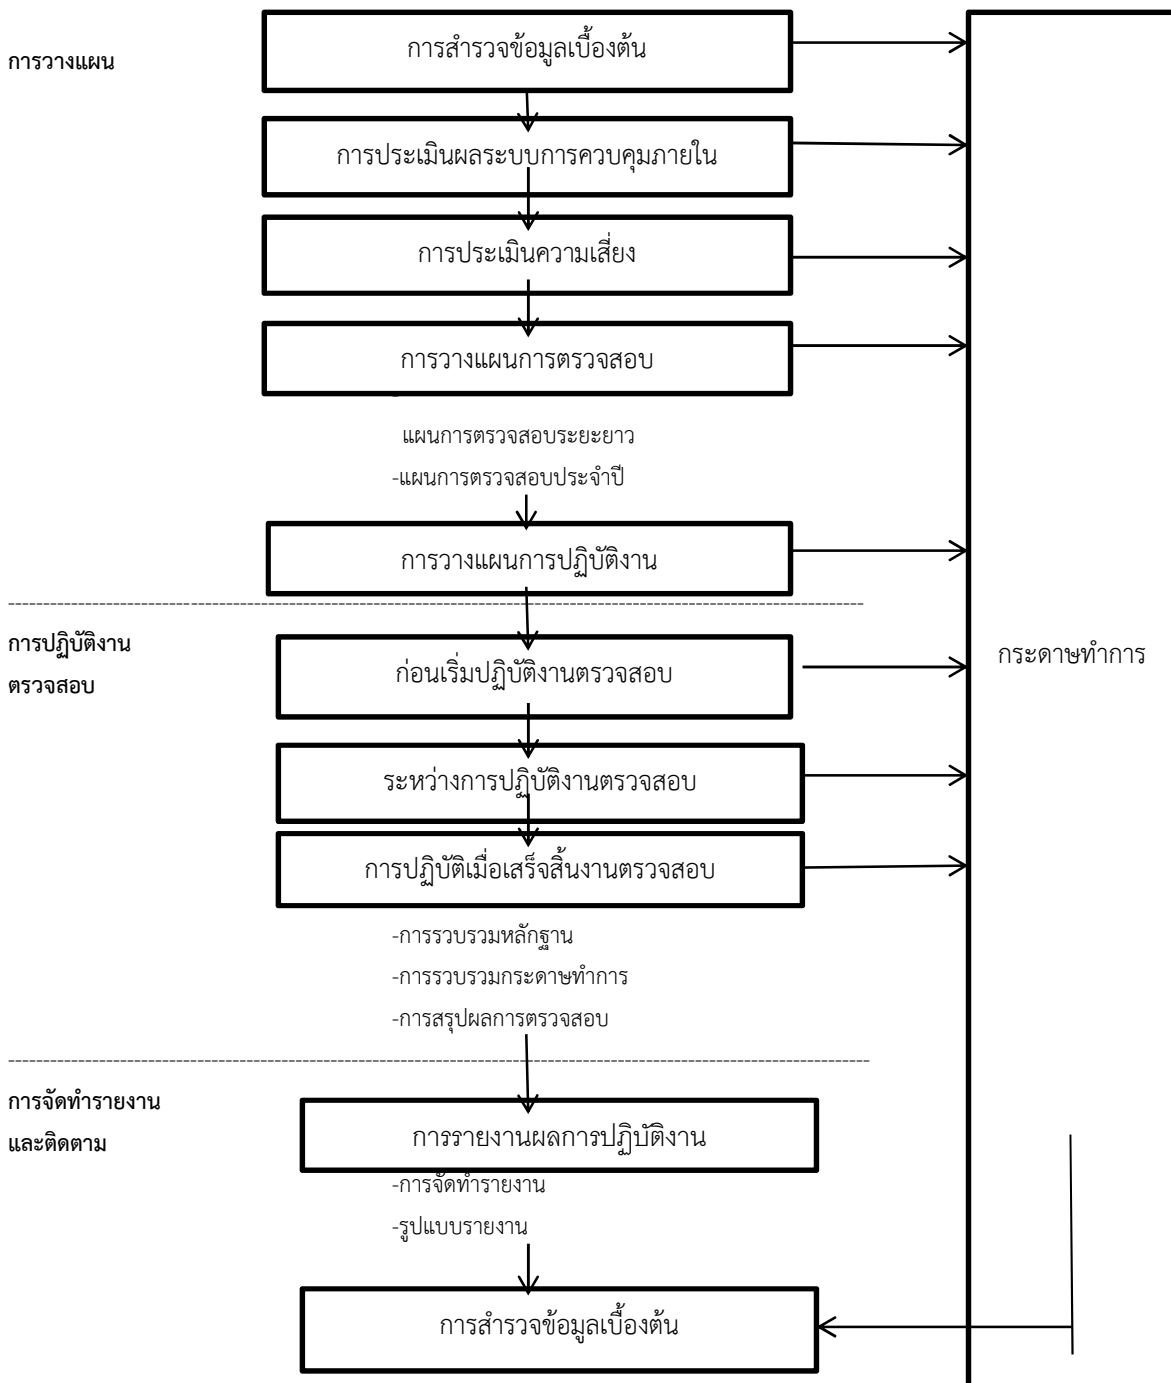 การวางแผน
การสำรวจข้อมูลเบื้องต้น
การประเมินผลระบบการควบคุมภายใน
การประเมินความเสี่ยง
การวางแผนการตรวจสอบ
แผนการตรวจสอบระยะยาว
-แผนการตรวจสอบประจำปี
การวางแผนการปฏิบัติงาน
การปฏิบัติงาน
ตรวจสอบ
ก่อนเริ่มปฏิบัติงานตรวจสอบ
กระดาษทำการ
ระหว่างการปฏิบัติงานตรวจสอบ
การปฏิบัติเมื่อเสร็จสิ้นงานตรวจสอบ
-การรวบรวมหลักฐาน
-การรวบรวมกระดาษทำการ
-การสรุปผลการตรวจสอบ
การจัดทำรายงาน
และติดตาม
การรายงานผลการปฏิบัติงาน
-การจัดทำรายงาน
-รูปแบบรายงาน
การสำรวจข้อมูลเบื้องต้น